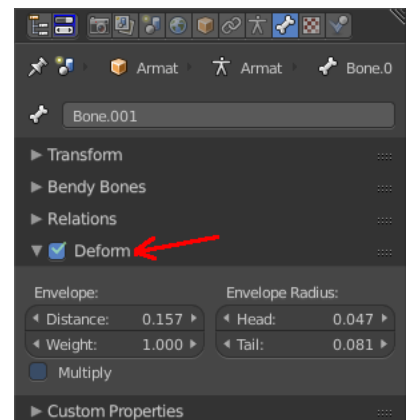 Armat Armat Bone.0
Bone.001
Transform
Bendy Bones
Relations
Deform
Envelope: Envelope Radius:
Distance: 0.157 Head: 0.047
Weight: 1.000 Tail: 0.081
Multiply
Custom Properties